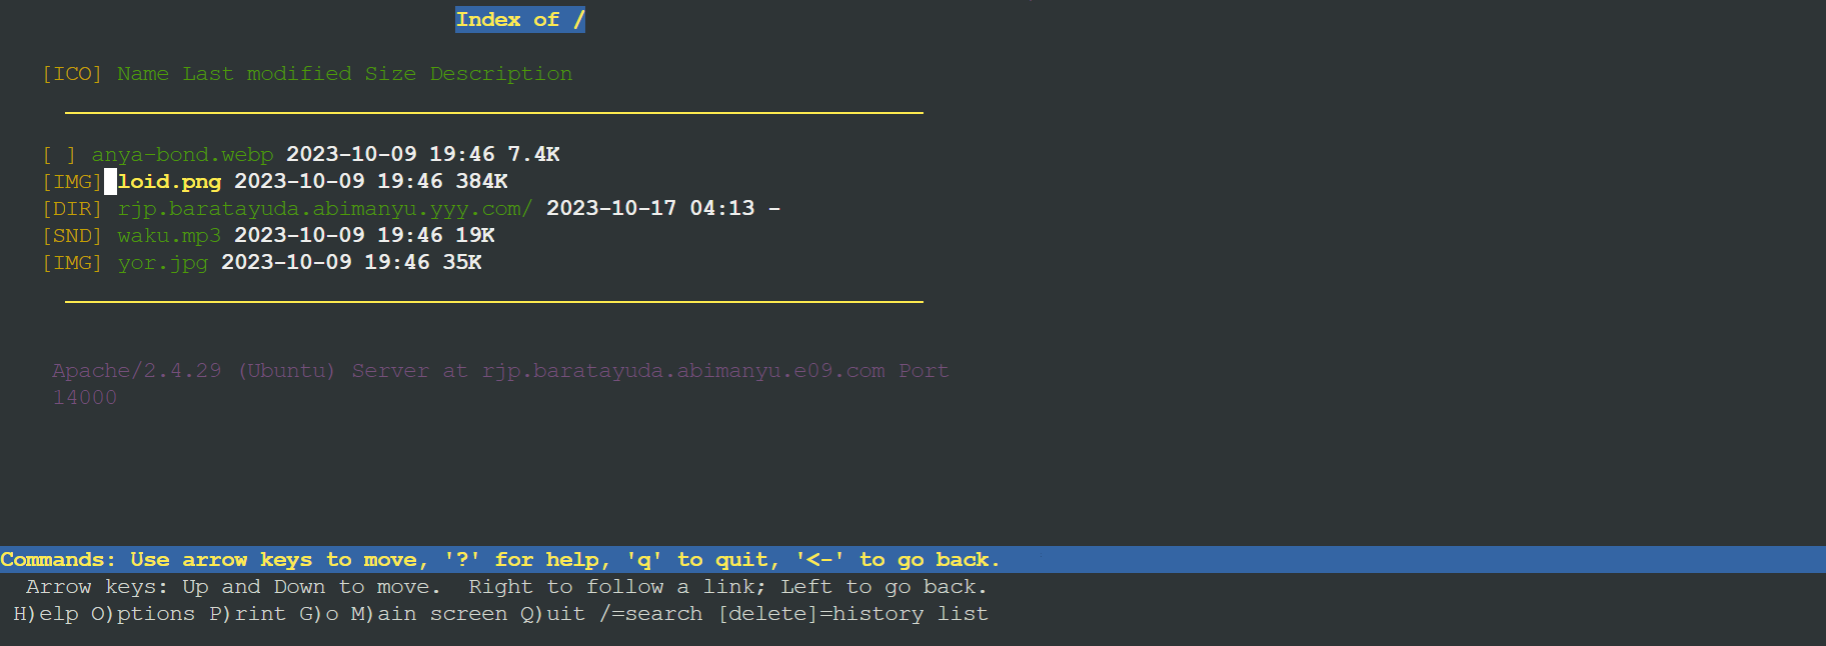 Index of /
[ICO] Name Last modified Size Description
[ ] anya-bond.webp 2023-10-09 19:46 7.4K
[IMG] loid.png 2023-10-09 19:46 384K
[DIR] rjp.baratayuda.abimanyu.yyy.com/ 2023-10-17 04:13 -
[SND] waku.mp3 2023-10-09 19:46 19K
[IMG] yor.jpg 2023-10-09 19:46 35K
Apache/2.4.29 (Ubuntu) Server at rjp.baratayuda.abimanyu.e09.com Port
14000
Commands: Use arrow keys to move, '?' for help, 'q' to quit, '<-' to go back.
Arrow keys: Up and Down to move.  Right to follow a link; Left to go back.
H)elp O)ptions P)rint G)o M)ain screen Q)uit /=search [delete]=history list